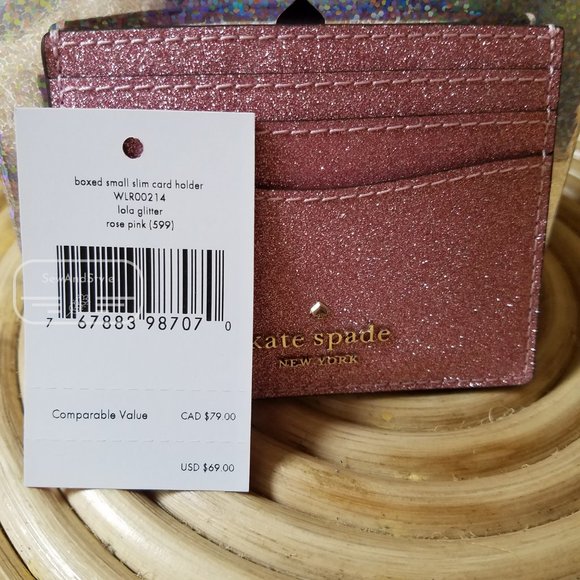 boxed small slim card holder
WLR00214
lola glitter
rose pink (599)
SewAndStyle
7 67883 98707 0
Comparable Value CAD $79.00
USD $69.00
kate spade
NEW YORK